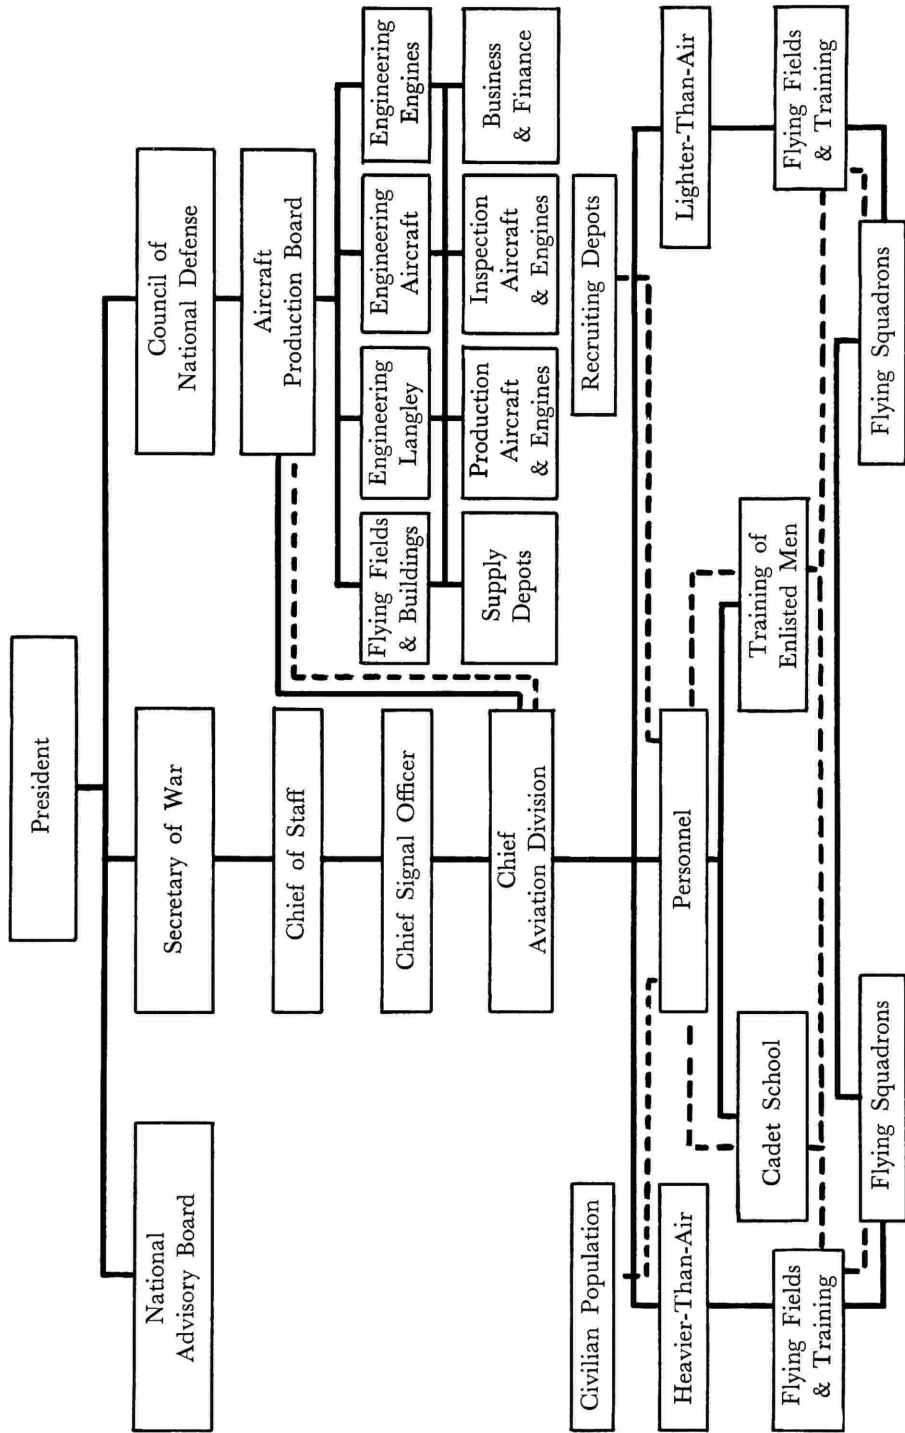 President
National
Advisory Board
Secretary of War
Council of
National Defense
Chief of Staff
Aircraft
Production Board
Chief Signal Officer
Flying Fields
& Buildings
Engineering
Langley
Engineering
Aircraft
Engineering
Engines
Chief
Aviation Division
Supply
Depots
Production
Aircraft
& Engines
Inspection
Aircraft
& Engines
Business
& Finance
Civilian Population
Recruiting Depots
Heavier-Than-Air
Personnel
Lighter-Than-Air
Flying Fields
& Training
Cadet School
Training of
Enlisted Men
Flying Fields
& Training
Flying Squadrons
Flying Squadrons